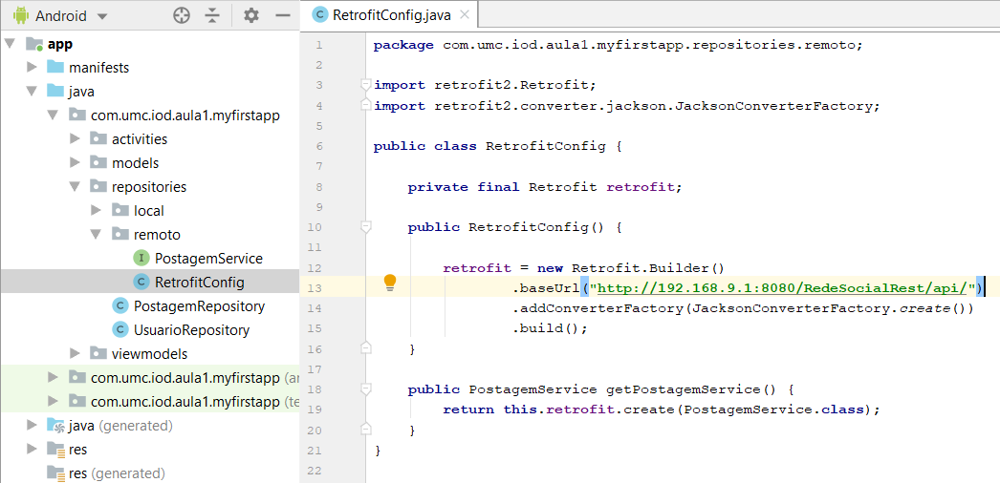 Android
RetrofitConfig.java
app
manifests
java
com.umc.iod.aula1.myfirstapp
activities
models
repositories
local
remoto
I PostagemService
C RetrofitConfig
C PostagemRepository
C UsuarioRepository
viewmodels
com.umc.iod.aula1.myfirstapp (ar
com.umc.iod.aula1.myfirstapp (te
java (generated)
res
res (generated)
1 package com.umc.iod.aula1.myfirstapp.repositories.remoto;
2
3 import retrofit2.Retrofit;
4 import retrofit2.converter.jackson.JacksonConverterFactory;
5
6 public class RetrofitConfig {
7
8 private final Retrofit retrofit;
9
10 public RetrofitConfig() {
11
12 retrofit = new Retrofit.Builder()
13 .baseUrl("http://192.168.9.1:8080/RedeSocialRest/api/")
14 .addConverterFactory(JacksonConverterFactory.create())
15 .build();
16 }
17
18 public PostagemService getPostagemService() {
19 return this.retrofit.create(PostagemService.class);
20 }
21 }
22